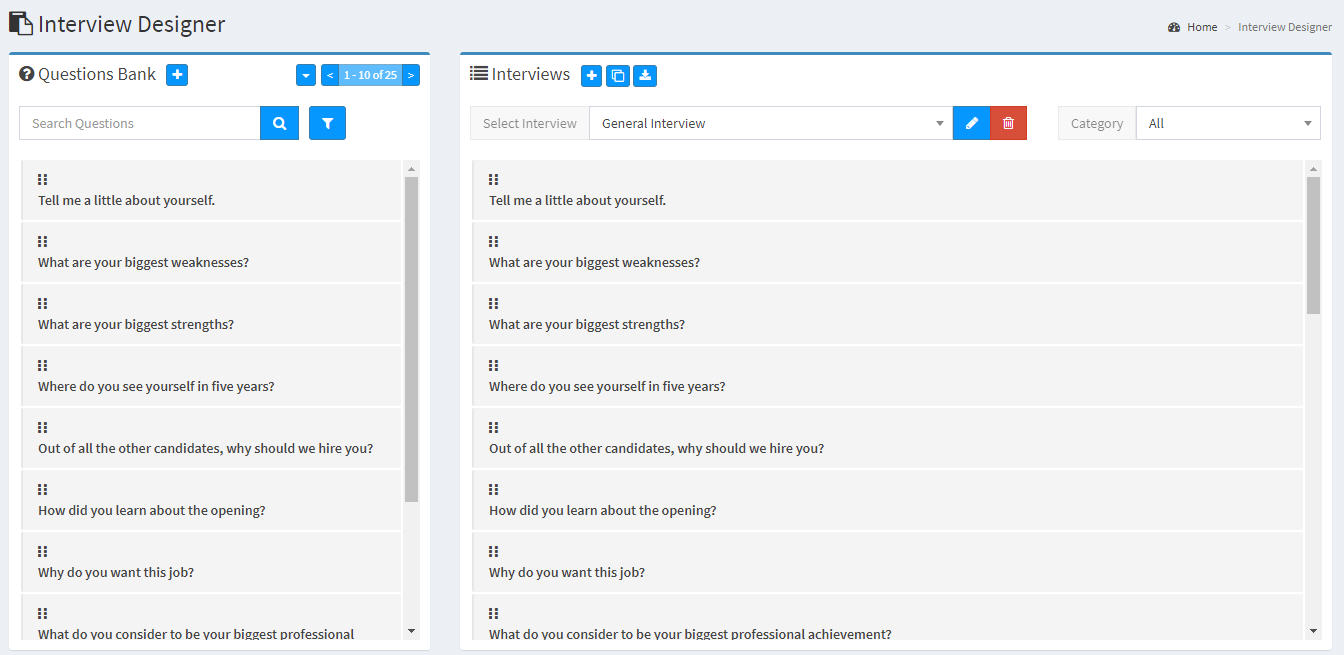 Interview Designer
Home > Interview Designer
Questions Bank
< 1 - 10 of 25 >
Search Questions
Tell me a little about yourself.
What are your biggest weaknesses?
What are your biggest strengths?
Where do you see yourself in five years?
Out of all the other candidates, why should we hire you?
How did you learn about the opening?
Why do you want this job?
What do you consider to be your biggest professional
Interviews
Select Interview General Interview
Category All
Tell me a little about yourself.
What are your biggest weaknesses?
What are your biggest strengths?
Where do you see yourself in five years?
Out of all the other candidates, why should we hire you?
How did you learn about the opening?
Why do you want this job?
What do you consider to be your biggest professional achievement?